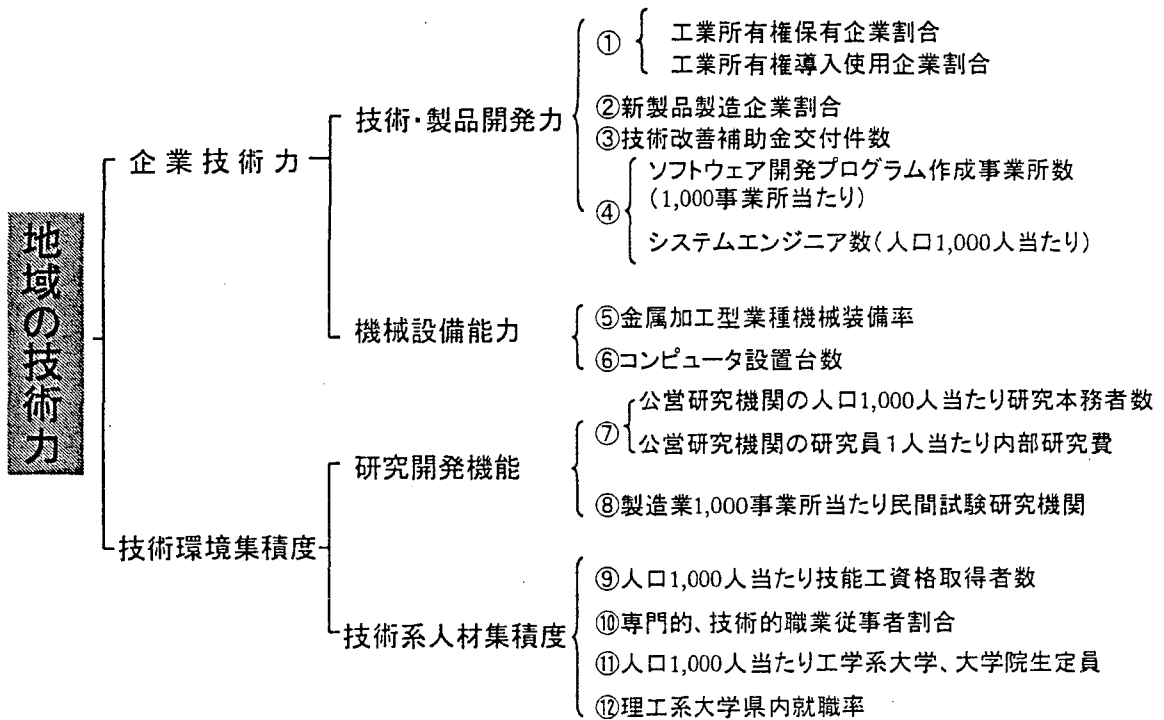 地域の技術力
企業技術力
技術・製品開発力
①
工業所有権保有企業割合
工業所有権導入使用企業割合
②新製品製造企業割合
③技術改善補助金交付件数
④
ソフトウェア開発プログラム作成事業所数
(1,000事業所当たり)
システムエンジニア数(人口1,000人当たり)
機械設備能力
⑤金属加工型業種機械装備率
⑥コンピュータ設置台数
技術環境集積度
研究開発機能
⑦
公営研究機関の人口1,000人当たり研究本務者数
公営研究機関の研究員1人当たり内部研究費
⑧製造業1,000事業所当たり民間試験研究機関
技術系人材集積度
⑨人口1,000人当たり技能工資格取得者数
⑩専門的、技術的職業従事者割合
⑪人口1,000人当たり工学系大学、大学院生定員
⑫理工系大学県内就職率